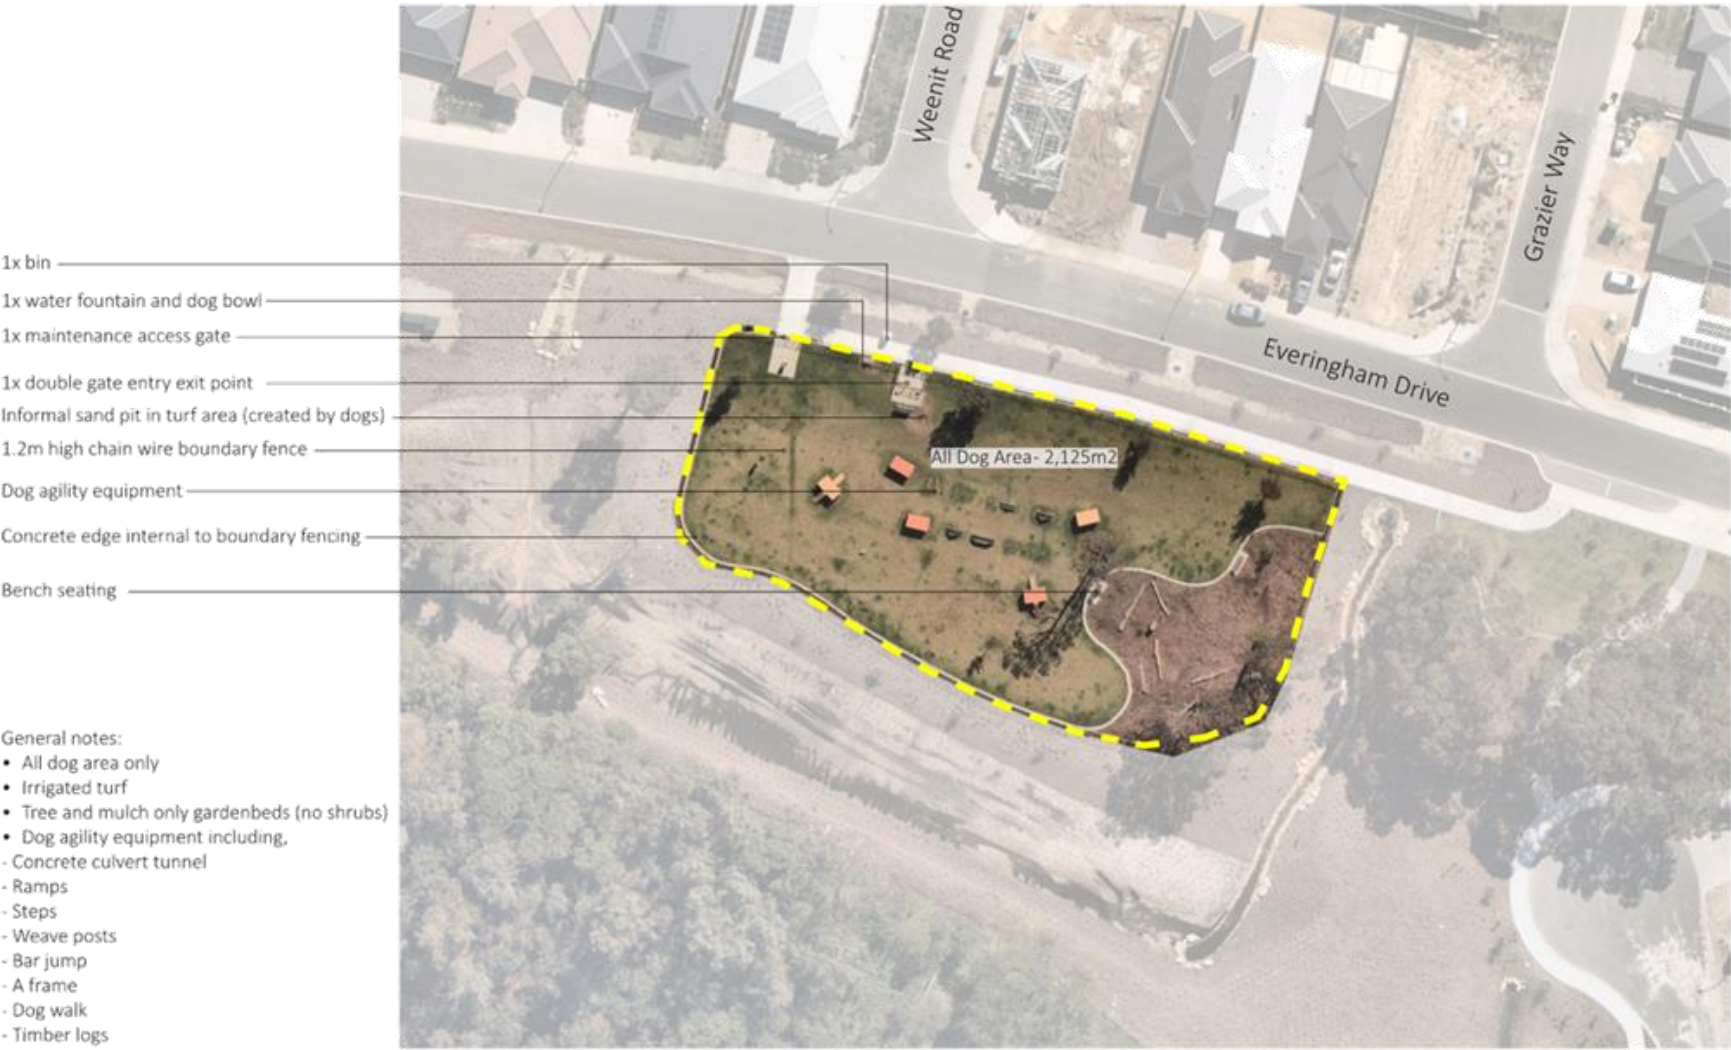 1x bin
1x water fountain and dog bowl
1x maintenance access gate
1x double gate entry exit point
Informal sand pit in turf area (created by dogs)
1.2m high chain wire boundary fence
Dog agility equipment
Concrete edge internal to boundary fencing
Bench seating
General notes:
• All dog area only
• Irrigated turf
• Tree and mulch only gardenbeds (no shrubs)
• Dog agility equipment including,
- Concrete culvert tunnel
- Ramps
- Steps
- Weave posts
- Bar jump
- A frame
- Dog walk
- Timber logs
Weenit Road
Grazier Way
Everingham Drive
All Dog Area- 2,125m2